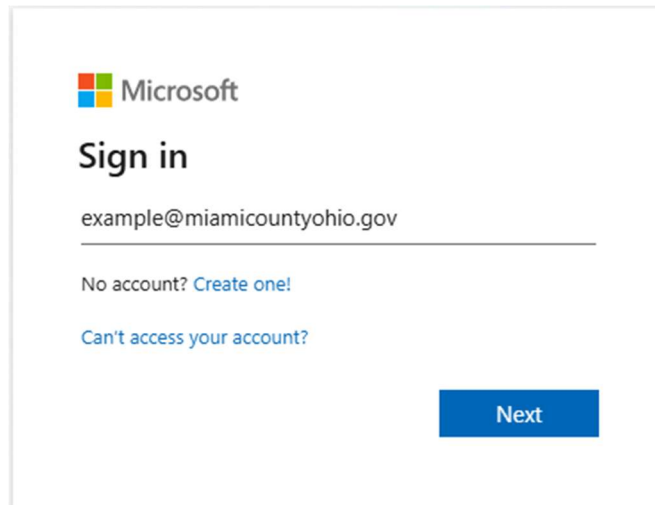 Microsoft
Sign in
example@miamicountyohio.gov
No account? Create one!
Can't access your account?
Next